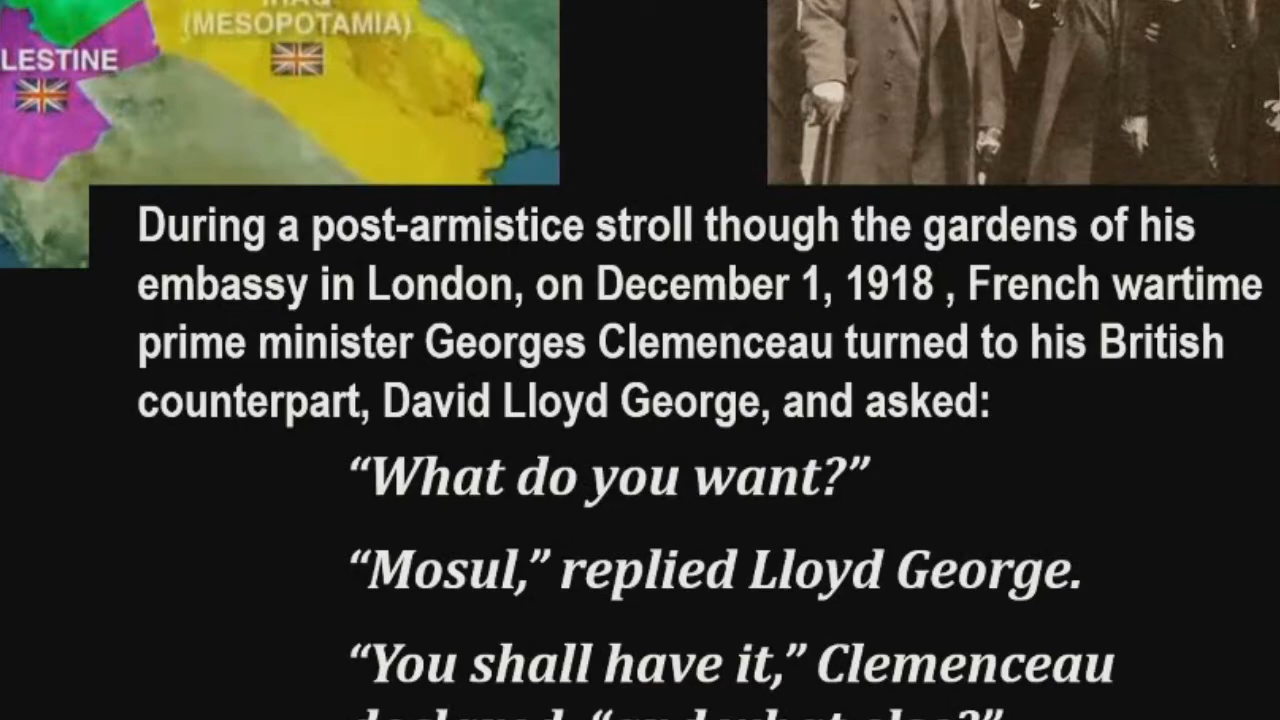 (MESOPOTAMIA)
LESTINE
During a post-armistice stroll though the gardens of his
embassy in London, on December 1, 1918 , French wartime
prime minister Georges Clemenceau turned to his British
counterpart, David Lloyd George, and asked:
“What do you want?”
“Mosul,” replied Lloyd George.
“You shall have it,” Clemenceau